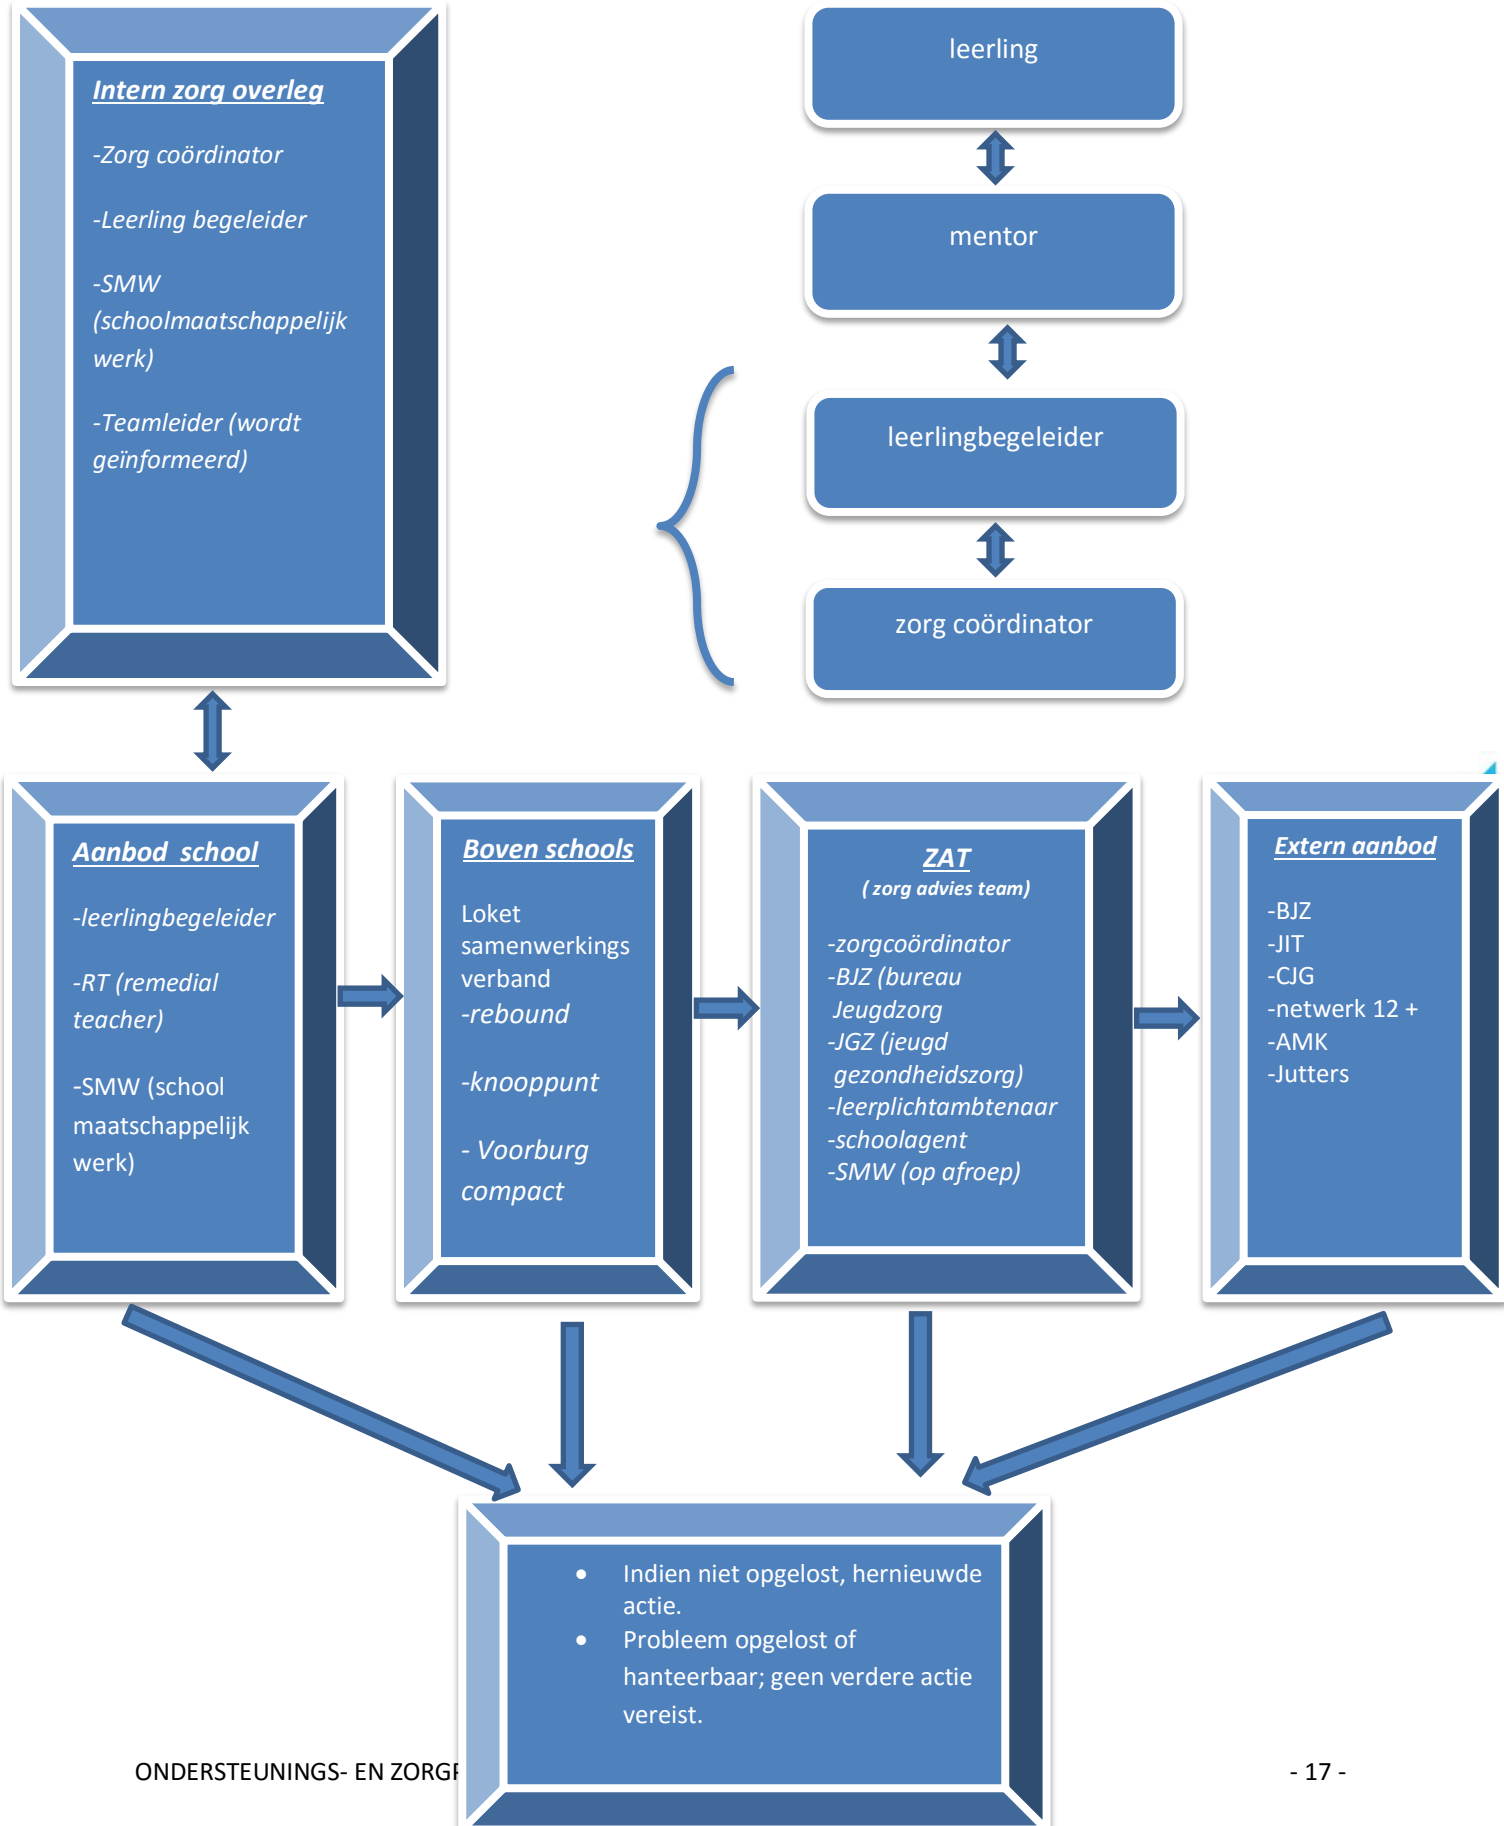 Intern zorg overleg
-Zorg coördinator
-Leerling begeleider
-SMW
(schoolmaatschappelijk
werk)
-Teamleider (wordt
geïnformeerd)
leerling
mentor
leerlingbegeleider
zorg coördinator
Aanbod  school
-leerlingbegeleider
-RT (remedial
teacher)
-SMW (school
maatschappelijk
werk)
Boven schools
Loket
samenwerkings
verband
-rebound
-knooppunt
- Voorburg
compact
ZAT
( zorg advies team)
-zorgcoördinator
-BJZ (bureau
Jeugdzorg
-JGZ (jeugd
gezondheidszorg)
-leerplichtambtenaar
-schoolagent
-SMW (op afroep)
Extern aanbod
-BJZ
-JIT
-CJG
-netwerk 12 +
-AMK
-Jutters
• Indien niet opgelost, hernieuwde
actie.
• Probleem opgelost of
hanteerbaar; geen verdere actie
vereist.
ONDERSTEUNINGS- EN
- 17 -